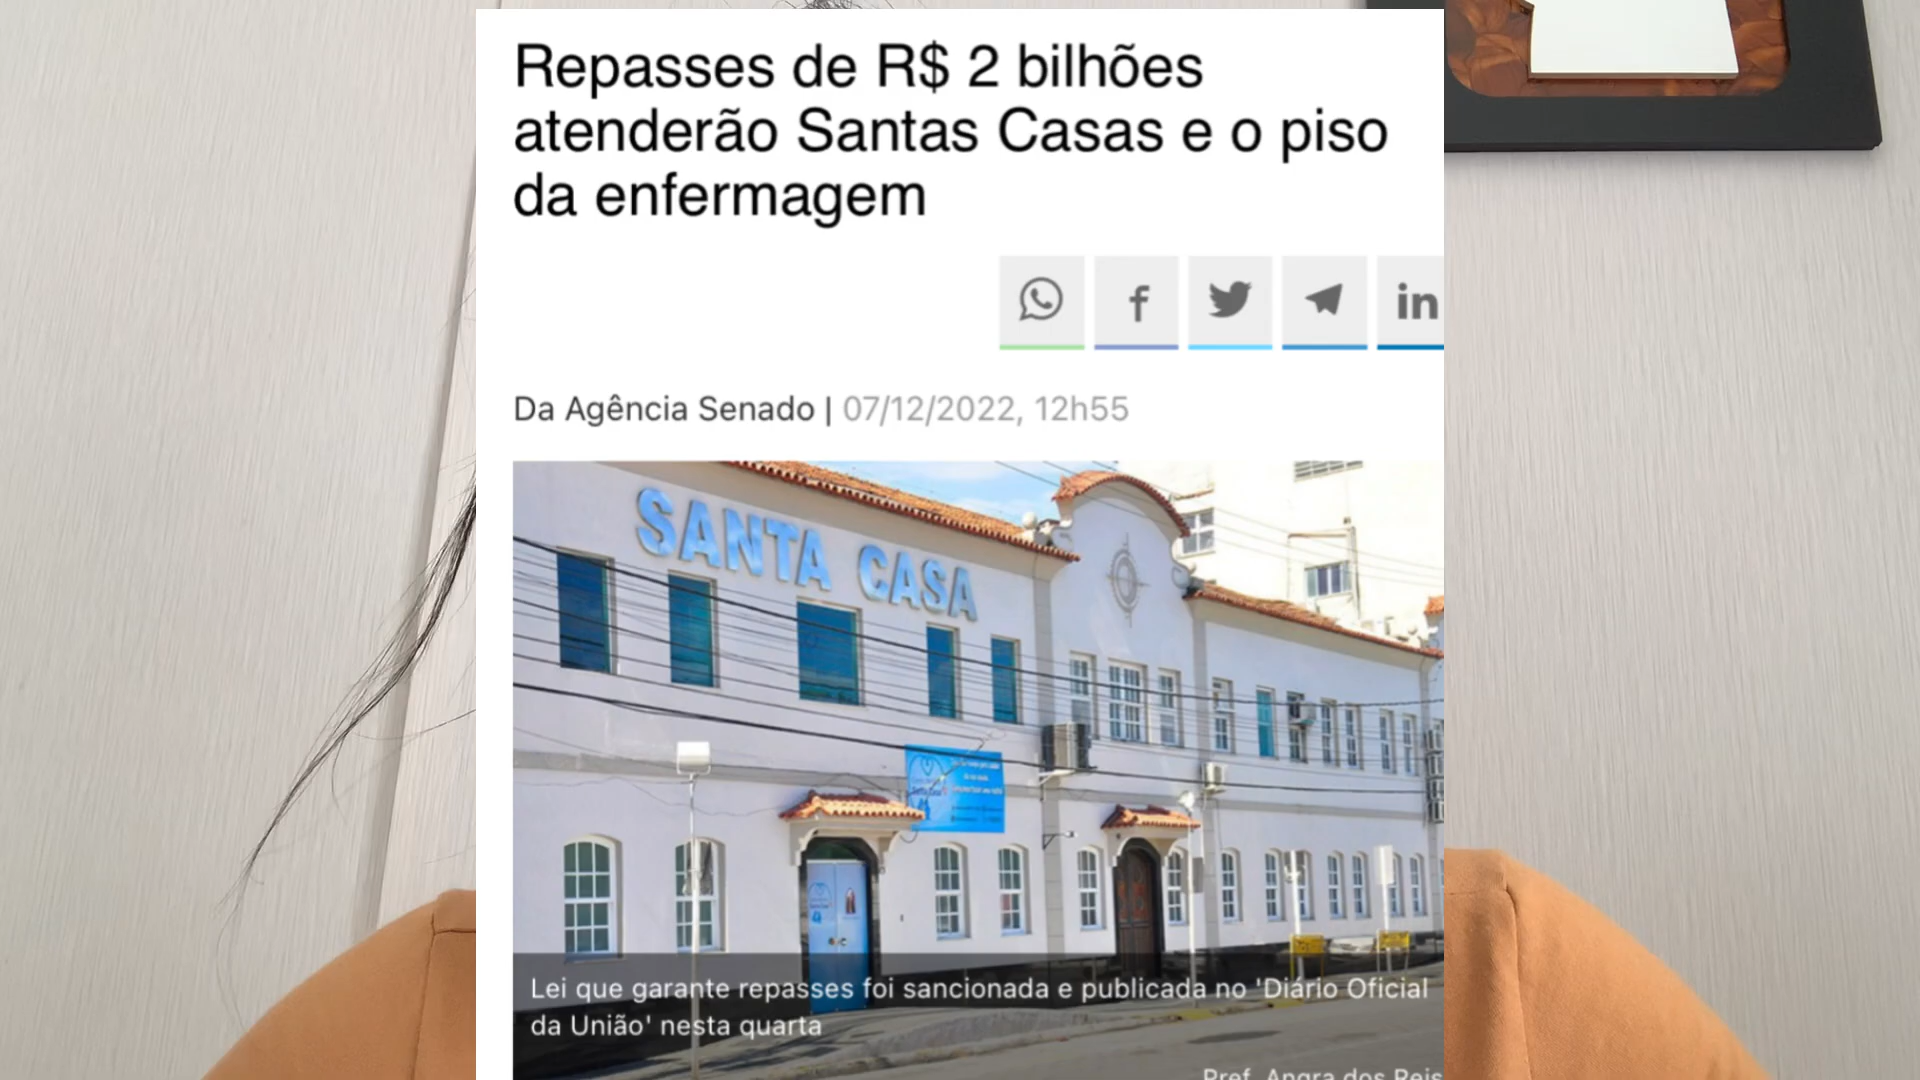 Repasses de R$ 2 bilhões
atenderão Santas Casas e o piso
da enfermagem
f
in
Da Agência Senado | 07/12/2022, 12h55
SANTA CASA
Lei que garante repasses foi sancionada e publicada no 'Diário Oficial
da União' nesta quarta
Pref. Angra dos Reis